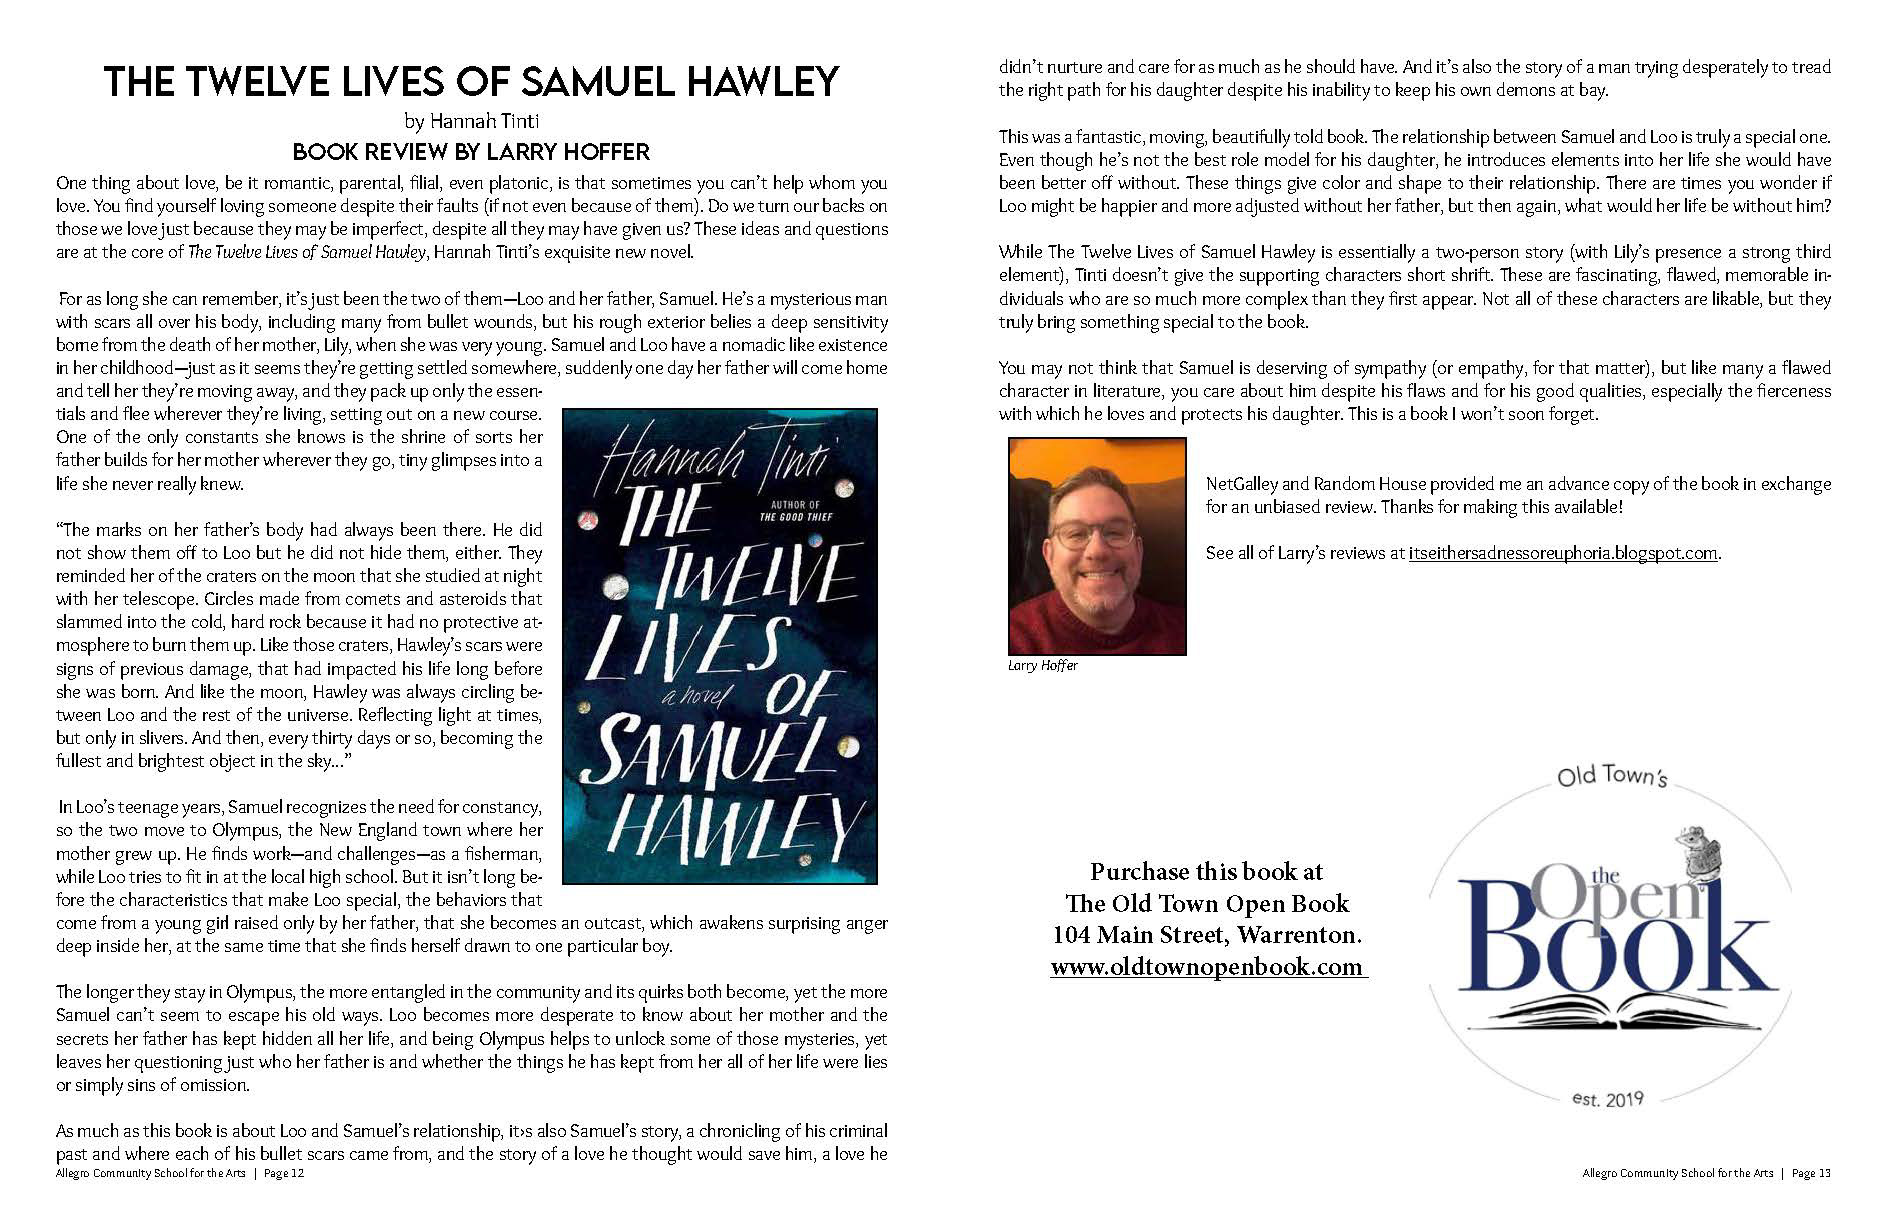 THE TWELVE LIVES OF SAMUEL HAWLEY
by Hannah Tinti
BOOK REVIEW BY LARRY HOFFER
One thing about love, be it romantic, parental, filial, even platonic, is that sometimes you can't help whom you
love. You find yourself loving someone despite their faults (if not even because of them). Do we turn our backs on
those we love just because they may be imperfect, despite all they may have given us? These ideas and questions
are at the core of The Twelve Lives of Samuel Hawley, Hannah Tinti's exquisite new novel.
For as long she can remember, it's just been the two of them—Loo and her father, Samuel. He's a mysterious man
with scars all over his body, including many from bullet wounds, but his rough exterior belies a deep sensitivity
borne from the death of her mother, Lily, when she was very young. Samuel and Loo have a nomadic like existence
in her childhood—just as it seems they're getting settled somewhere, suddenly one day her father will come home
and tell her they're moving away, and they pack up only the essen-
tials and flee wherever they're living, setting out on a new course.
One of the only constants she knows is the shrine of sorts her
father builds for her mother wherever they go, tiny glimpses into a
life she never really knew.
“The marks on her father's body had always been there. He did
not show them off to Loo but he did not hide them, either. They
reminded her of the craters on the moon that she studied at night
with her telescope. Circles made from comets and asteroids that
slammed into the cold, hard rock because it had no protective at-
mosphere to burn them up. Like those craters, Hawley's scars were
signs of previous damage, that had impacted his life long before
she was born. And like the moon, Hawley was always circling be-
tween Loo and the rest of the universe. Reflecting light at times,
but only in slivers. And then, every thirty days or so, becoming the
fullest and brightest object in the sky...”
In Loo's teenage years, Samuel recognizes the need for constancy,
so the two move to Olympus, the New England town where her
mother grew up. He finds work—and challenges—as a fisherman,
while Loo tries to fit in at the local high school. But it isn't long be-
fore the characteristics that make Loo special, the behaviors that
come from a young girl raised only by her father, that she becomes an outcast, which awakens surprising anger
deep inside her, at the same time that she finds herself drawn to one particular boy.
The longer they stay in Olympus, the more entangled in the community and its quirks both become, yet the more
Samuel can't seem to escape his old ways. Loo becomes more desperate to know about her mother and the
secrets her father has kept hidden all her life, and being Olympus helps to unlock some of those mysteries, yet
leaves her questioning just who her father is and whether the things he has kept from her all of her life were lies
or simply sins of omission.
As much as this book is about Loo and Samuel's relationship, it›s also Samuel's story, a chronicling of his criminal
past and where each of his bullet scars came from, and the story of a love he thought would save him, a love he
Allegro Community School for the Arts | Page 12
Hannah Tinti
THE
AUTHOR OF
THE GOOD THIEF
TWELVE
LIVES
a novel
OF
SAMUEL
HAWLEY
didn't nurture and care for as much as he should have. And it's also the story of a man trying desperately to tread
the right path for his daughter despite his inability to keep his own demons at bay.
This was a fantastic, moving, beautifully told book. The relationship between Samuel and Loo is truly a special one.
Even though he's not the best role model for his daughter, he introduces elements into her life she would have
been better off without. These things give color and shape to their relationship. There are times you wonder if
Loo might be happier and more adjusted without her father, but then again, what would her life be without him?
While The Twelve Lives of Samuel Hawley is essentially a two-person story (with Lily's presence a strong third
element), Tinti doesn't give the supporting characters short shrift. These are fascinating, flawed, memorable in-
dividuals who are so much more complex than they first appear. Not all of these characters are likable, but they
truly bring something special to the book.
You may not think that Samuel is deserving of sympathy (or empathy, for that matter), but like many a flawed
character in literature, you care about him despite his flaws and for his good qualities, especially the fierceness
with which he loves and protects his daughter. This is a book I won't soon forget.
NetGalley and Random House provided me an advance copy of the book in exchange
for an unbiased review. Thanks for making this available!
See all of Larry's reviews at itseithersadnessoreuphoria.blogspot.com.
Larry Hoffer
Purchase this book at
The Old Town Open Book
104 Main Street, Warrenton.
www.oldtownopenbook.com
Old Town's
the
Open
Book
est. 2019
Allegro Community School for the Arts | Page 13